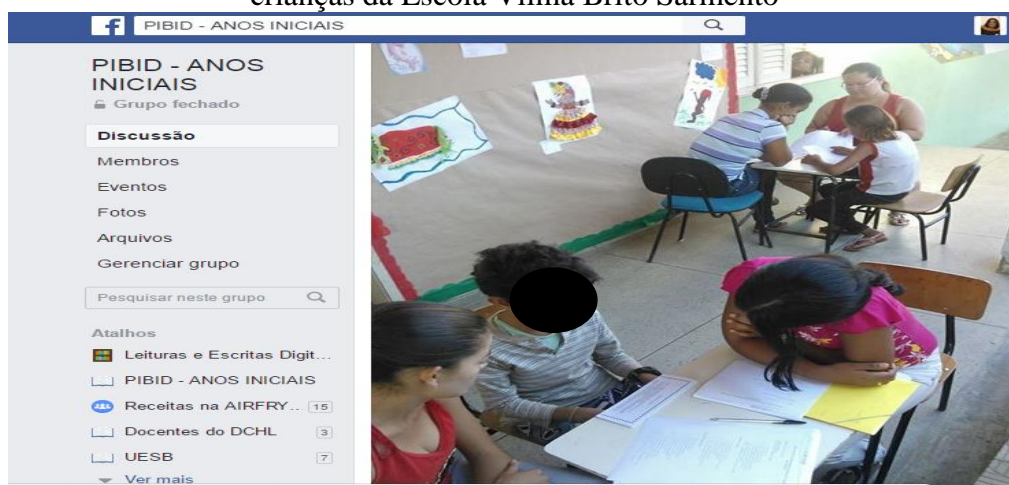 crianças da Escola Vilma Brito Sarmento
f PIBID - ANOS INICIAIS
PIBID - ANOS
INICIAIS
Grupo fechado
Discussão
Membros
Eventos
Fotos
Arquivos
Gerenciar grupo
Pesquisar neste grupo
Atalhos
Leituras e Escritas Digit...
PIBID - ANOS INICIAIS
Receitas na AIRFRY... 15
Docentes do DCHL 3
UESB 7
Ver mais